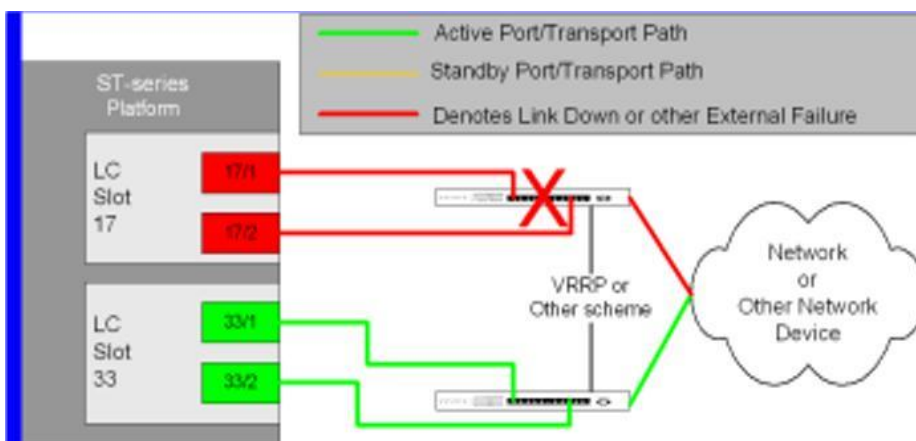 Active Port/Transport Path
Standby Port/Transport Path
Denotes Link Down or other External Failure
ST-series
Platform
LC
Slot
17
17/1
17/2
LC
Slot
33
33/1
33/2
X
VRRP or
Other scheme
Network
or
Other Network
Device